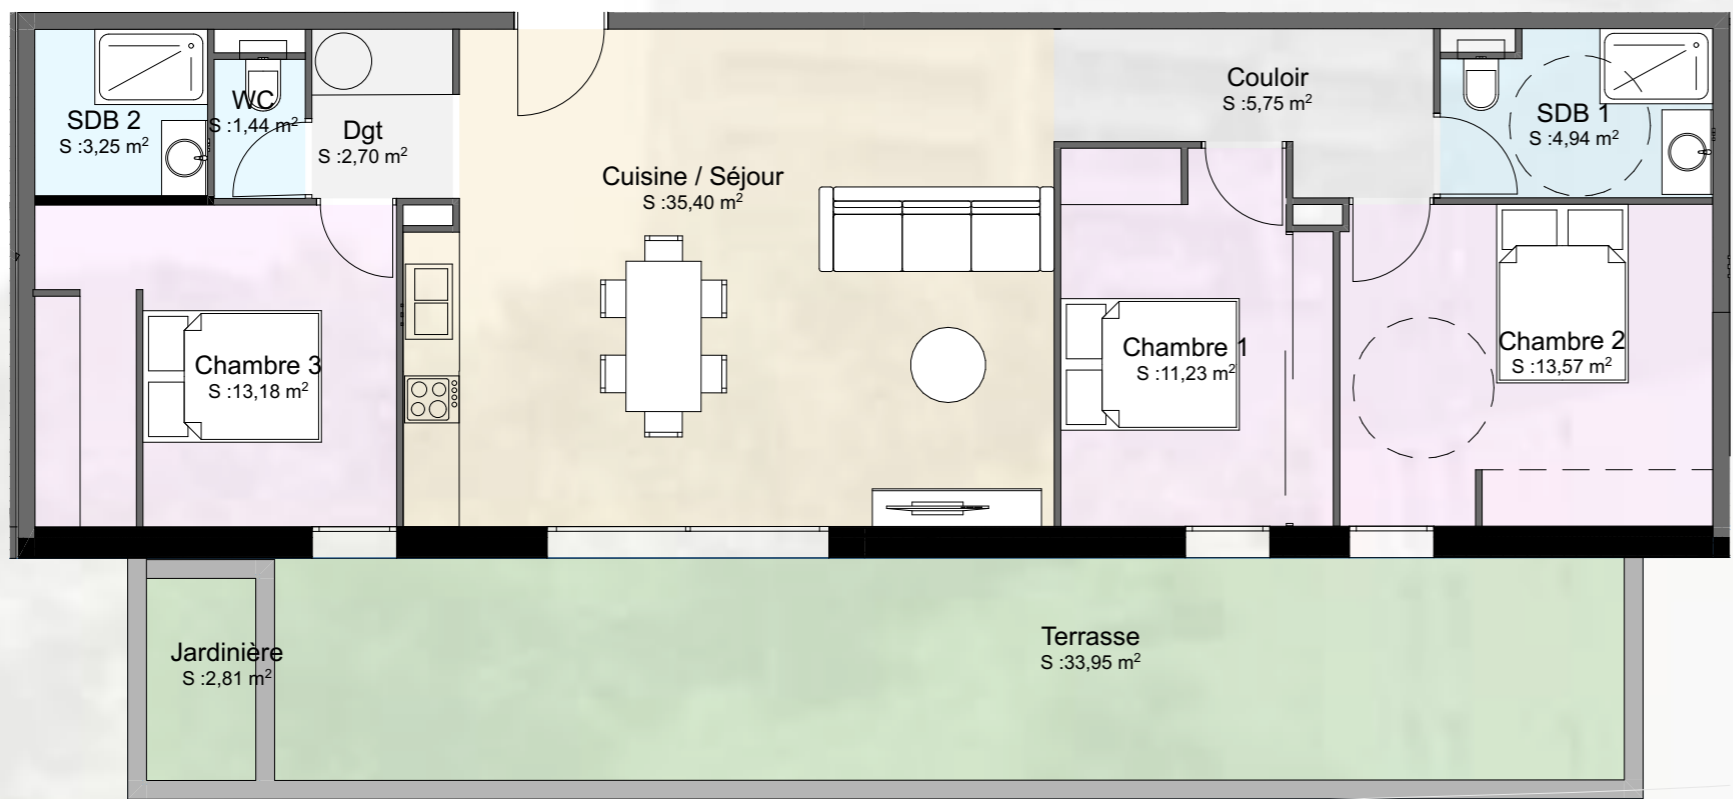 SDB 2
S :3,25 m²
WC
S :1,44 m²
Dgt
S :2,70 m²
Cuisine / Séjour
S :35,40 m²
Couloir
S :5,75 m²
SDB 1
S :4,94 m²
Chambre 3
S :13,18 m²
Chambre 1
S :11,23 m²
Chambre 2
S :13,57 m²
Jardinière
S :2,81 m²
Terrasse
S :33,95 m²